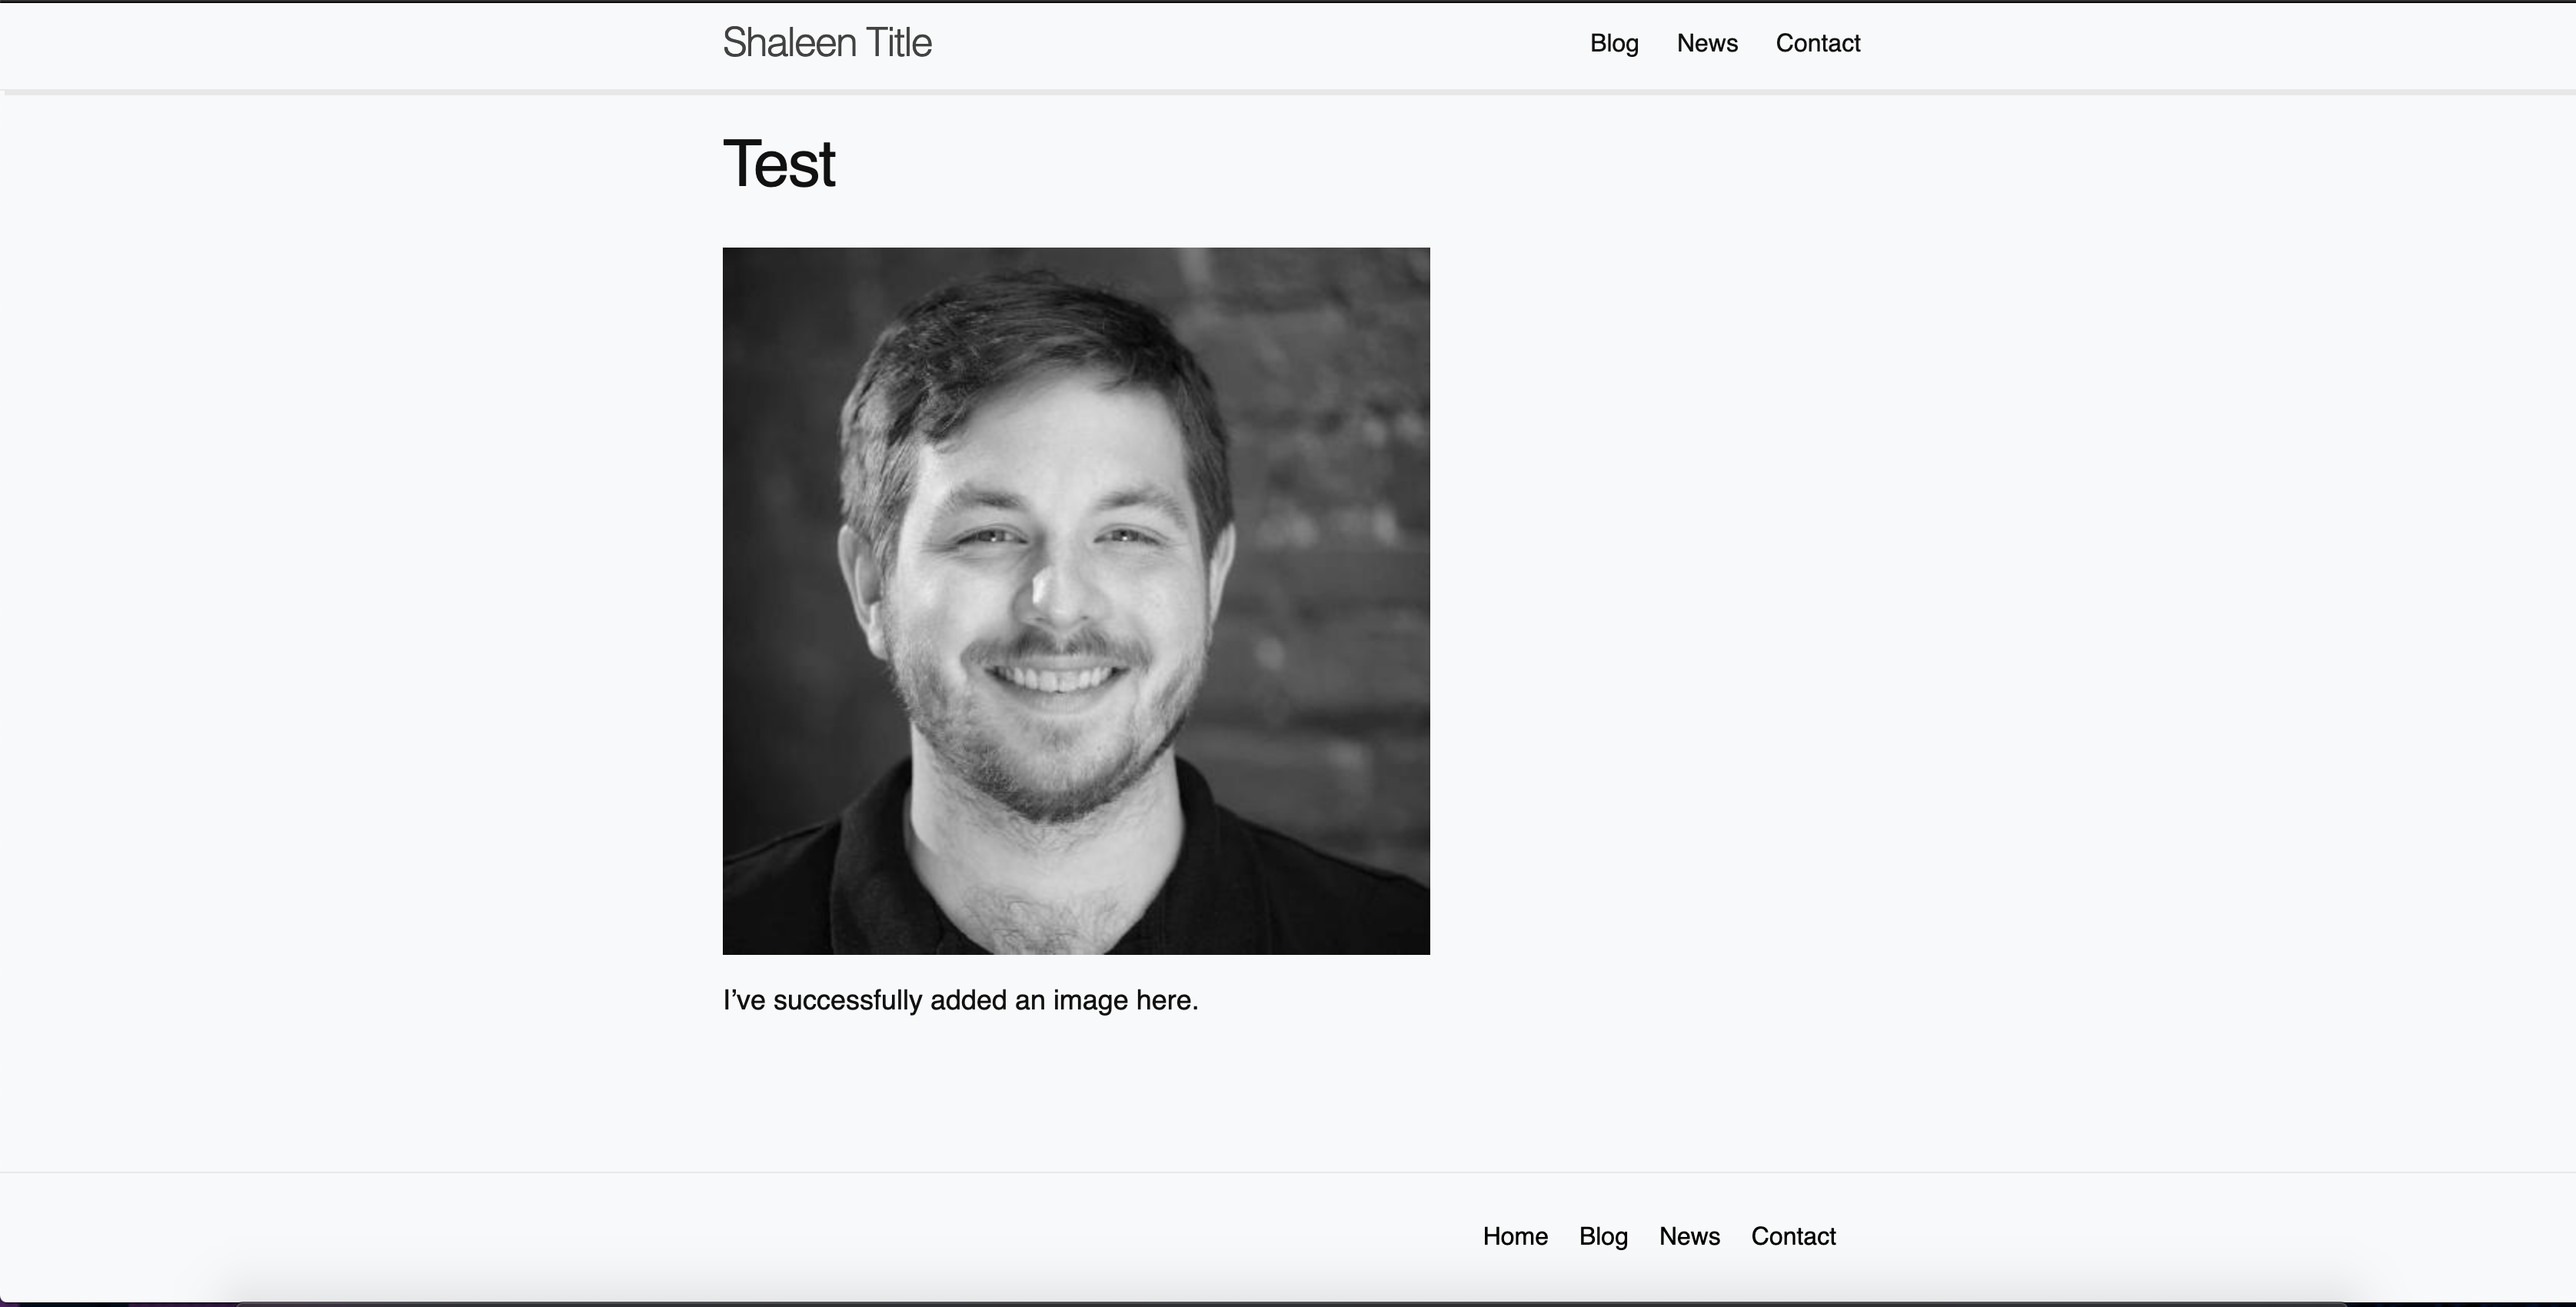 Shaleen Title
Blog News Contact
Test
I’ve successfully added an image here.
Home Blog News Contact